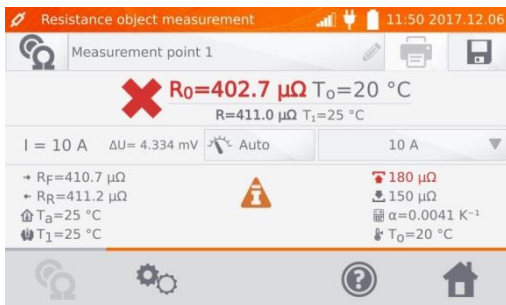 Resistance object measurement 11:50 2017.12.06
Measurement point 1
R₀=402.7 µΩ T₀=20 °C
R=411.0 µΩ T₁=25 °C
I = 10 A ΔU= 4.334 mV Auto 10 A
R_F=410.7 µΩ 180 µΩ
R_R=411.2 µΩ 150 µΩ
Tₐ=25 °C α=0.0041 K⁻¹
T₁=25 °C T₀=20 °C